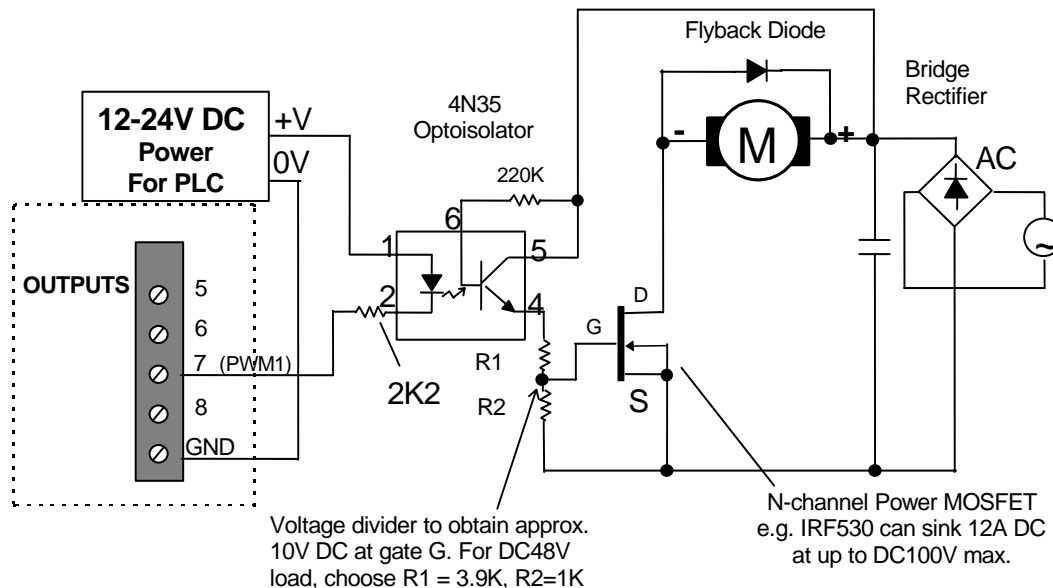 Flyback Diode
Bridge
Rectifier
4N35
Optoisolator
12-24V DC
Power
For PLC
+V
0V
220K
-
M
+
AC
~
6
1
5
2
4
OUTPUTS
5
6
7 (PWM1)
8
GND
2K2
R1
R2
D
G
S
Voltage divider to obtain approx.
10V DC at gate G. For DC48V
load, choose R1 = 3.9K, R2=1K
N-channel Power MOSFET
e.g. IRF530 can sink 12A DC
at up to DC100V max.